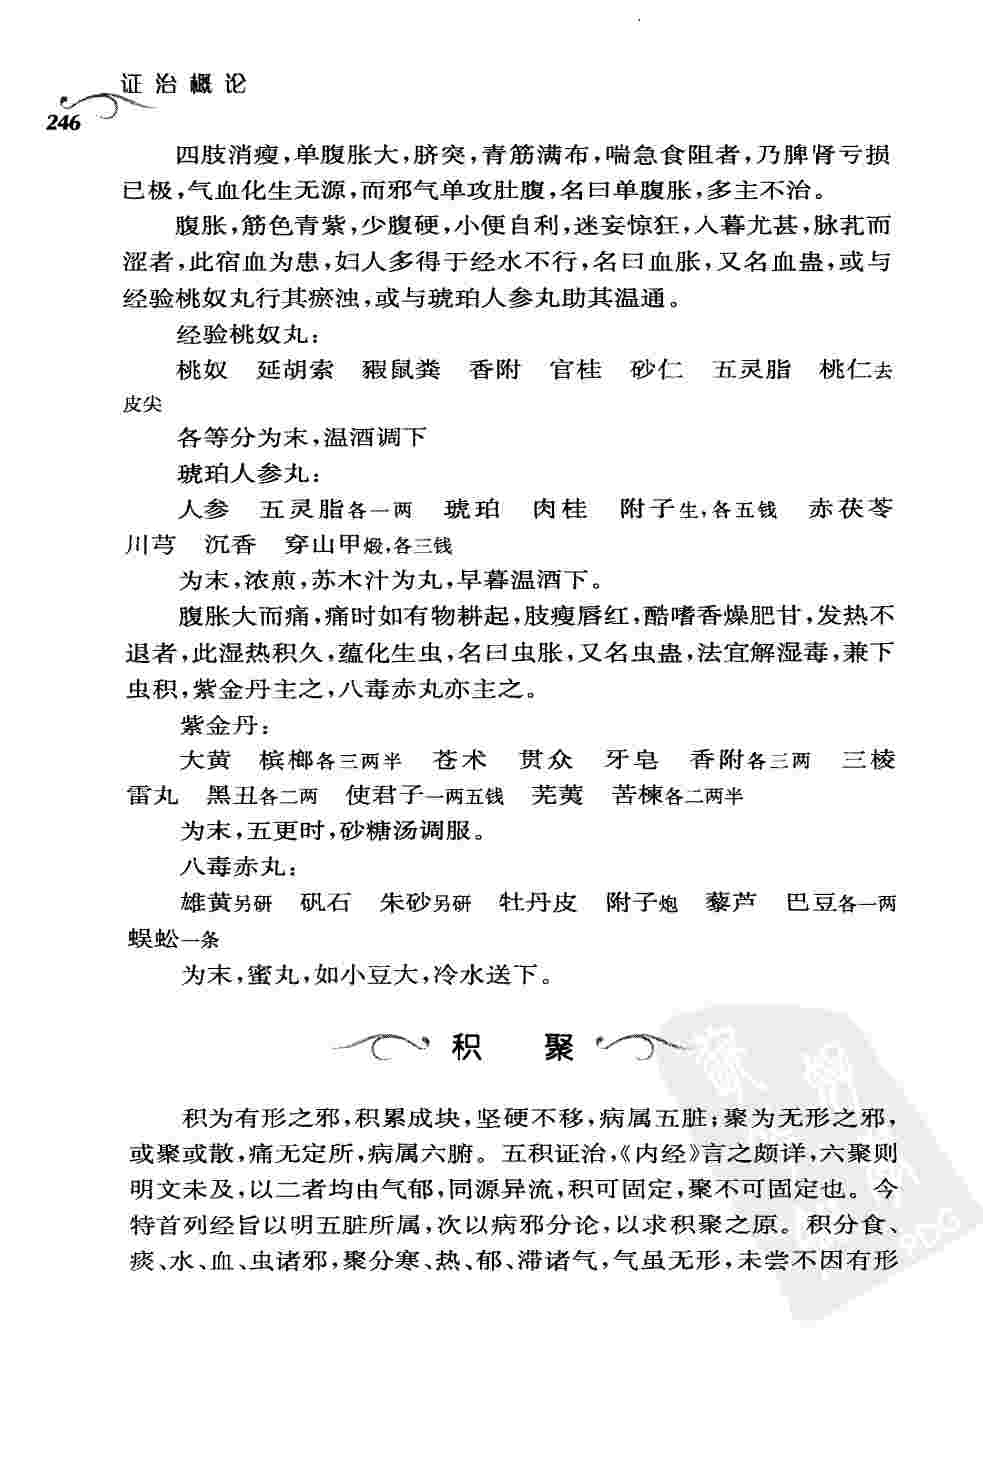 证治概论
246
四肢消瘦,单腹胀大,脐突,青筋满布,喘急食阻者,乃脾肾亏损
已极,气血化生无源,而邪气单攻肚腹,名曰单腹胀,多主不治。
腹胀,筋色青紫,少腹硬,小便自利,迷妄惊狂,人暮尤甚,脉芤而
涩者,此宿血为患,妇人多得于经水不行,名曰血胀,又名血蛊,或与
经验桃奴丸行其瘀浊,或与琥珀人参丸助其温通。
经验桃奴丸:
桃奴 延胡索 豭鼠粪 香附 官桂 砂仁 五灵脂 桃仁去
皮尖
各等分为末,温酒调下
琥珀人参丸:
人参 五灵脂各一两 琥珀 肉桂 附子生,各五钱 赤茯苓
川芎 沉香 穿山甲煅,各三钱
为末,浓煎,苏木汁为丸,早暮温酒下。
腹胀大而痛,痛时如有物耕起,肢瘦唇红,酷嗜香燥肥甘,发热不
退者,此湿热积久,蕴化生虫,名曰虫胀,又名虫蛊,法宜解湿毒,兼下
虫积,紫金丹主之,八毒赤丸亦主之。
紫金丹:
大黄 槟榔各三两半 苍术 贯众 牙皂 香附各三两 三棱
雷丸 黑丑各二两 使君子一两五钱 芜荑 苦楝各二两半
为末,五更时,砂糖汤调服。
八毒赤丸:
雄黄另研 矾石 朱砂另研 牡丹皮 附子炮 藜芦 巴豆各一两
蜈蚣一条
为末,蜜丸,如小豆大,冷水送下。
积 聚
积为有形之邪,积累成块,坚硬不移,病属五脏;聚为无形之邪,
或聚或散,痛无定所,病属六腑。五积证治,《内经》言之颇详,六聚则
明文未及,以二者均由气郁,同源异流,积可固定,聚不可固定也。今
特首列经旨以明五脏所属,次以病邪分论,以求积聚之原。积分食、
痰、水、血、虫诸邪,聚分寒、热、郁、滞诸气,气虽无形,未尝不因有形